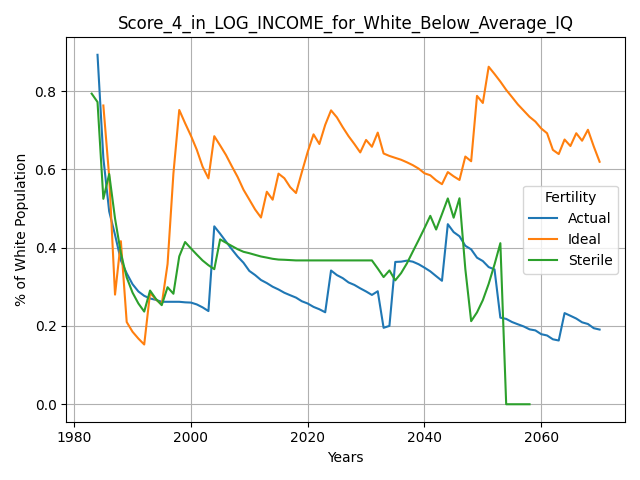 Score_4_in_LOG_INCOME_for_White_Below_Average_IQ
% of White Population
0.8
0.6
0.4
0.2
0.0
Fertility
Actual
Ideal
Sterile
1980
2000
2020
2040
2060
Years